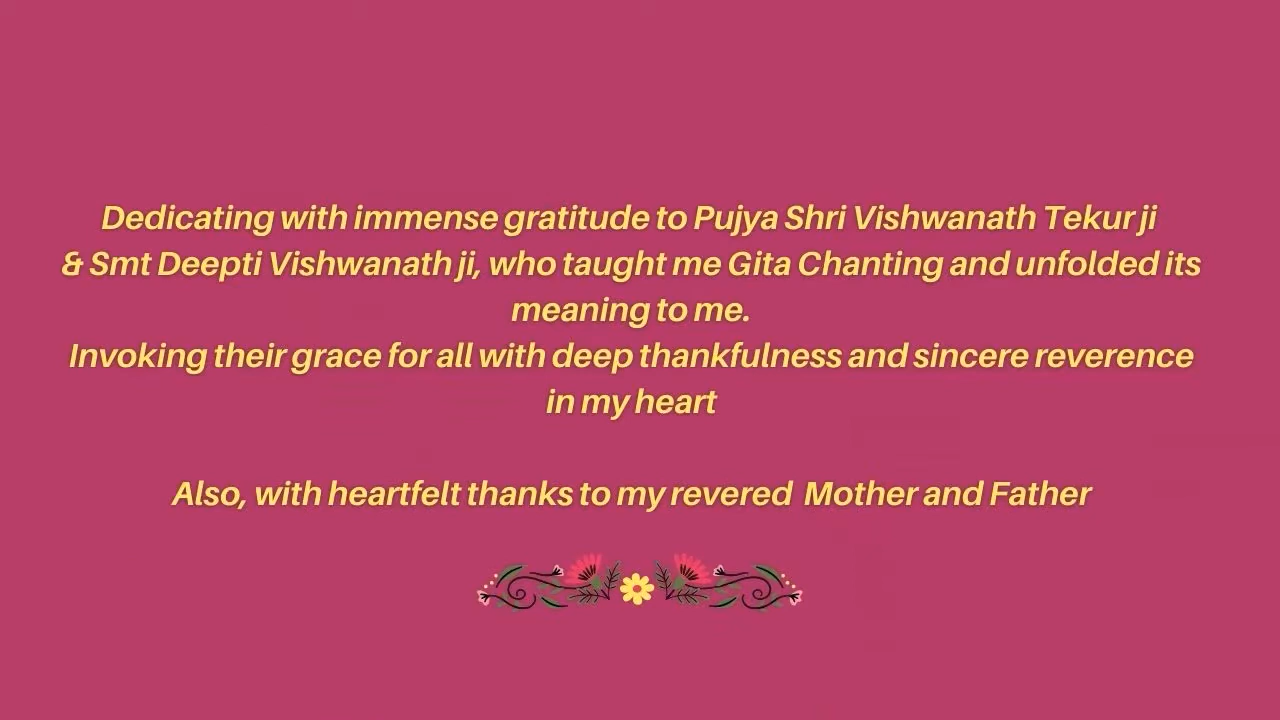 Dedicating with immense gratitude to Pujya Shri Vishwanath Tekur ji
& Smt Deepti Vishwanath ji, who taught me Gita Chanting and unfolded its
meaning to me.
Invoking their grace for all with deep thankfulness and sincere reverence
in my heart
Also, with heartfelt thanks to my revered Mother and Father